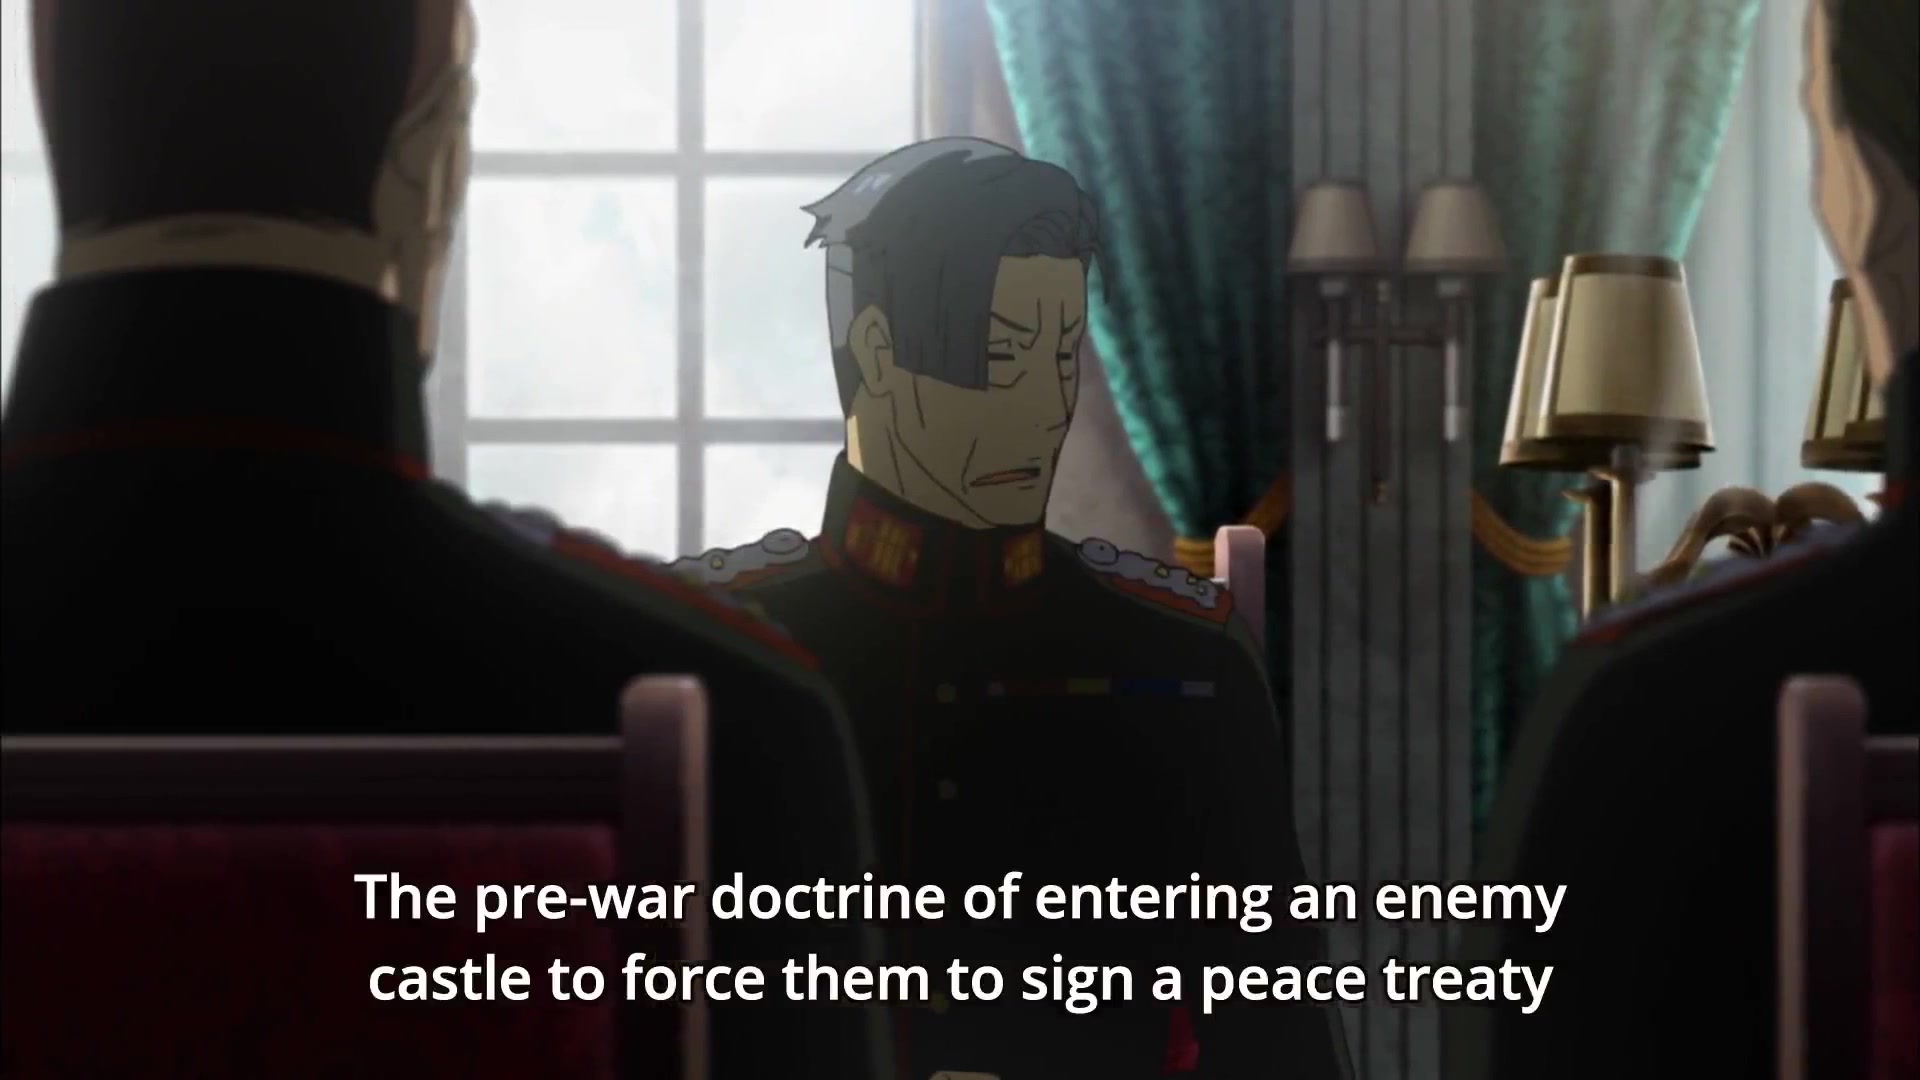 The pre-war doctrine of entering an enemy
castle to force them to sign a peace treaty